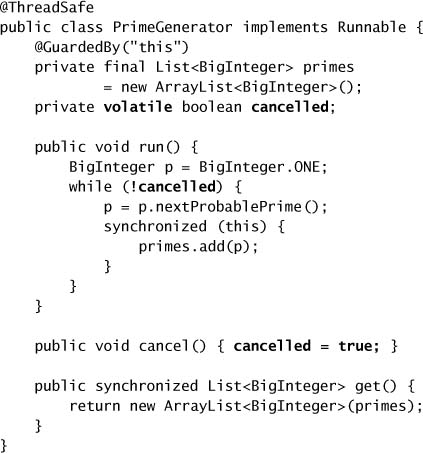 @ThreadSafe
public class PrimeGenerator implements Runnable {
    @GuardedBy("this")
    private final List<BigInteger> primes
            = new ArrayList<BigInteger>();
    private volatile boolean cancelled;

    public void run() {
        BigInteger p = BigInteger.ONE;
        while (!cancelled) {
            p = p.nextProbablePrime();
            synchronized (this) {
                primes.add(p);
            }
        }
    }

    public void cancel() { cancelled = true; }

    public synchronized List<BigInteger> get() {
        return new ArrayList<BigInteger>(primes);
    }
}